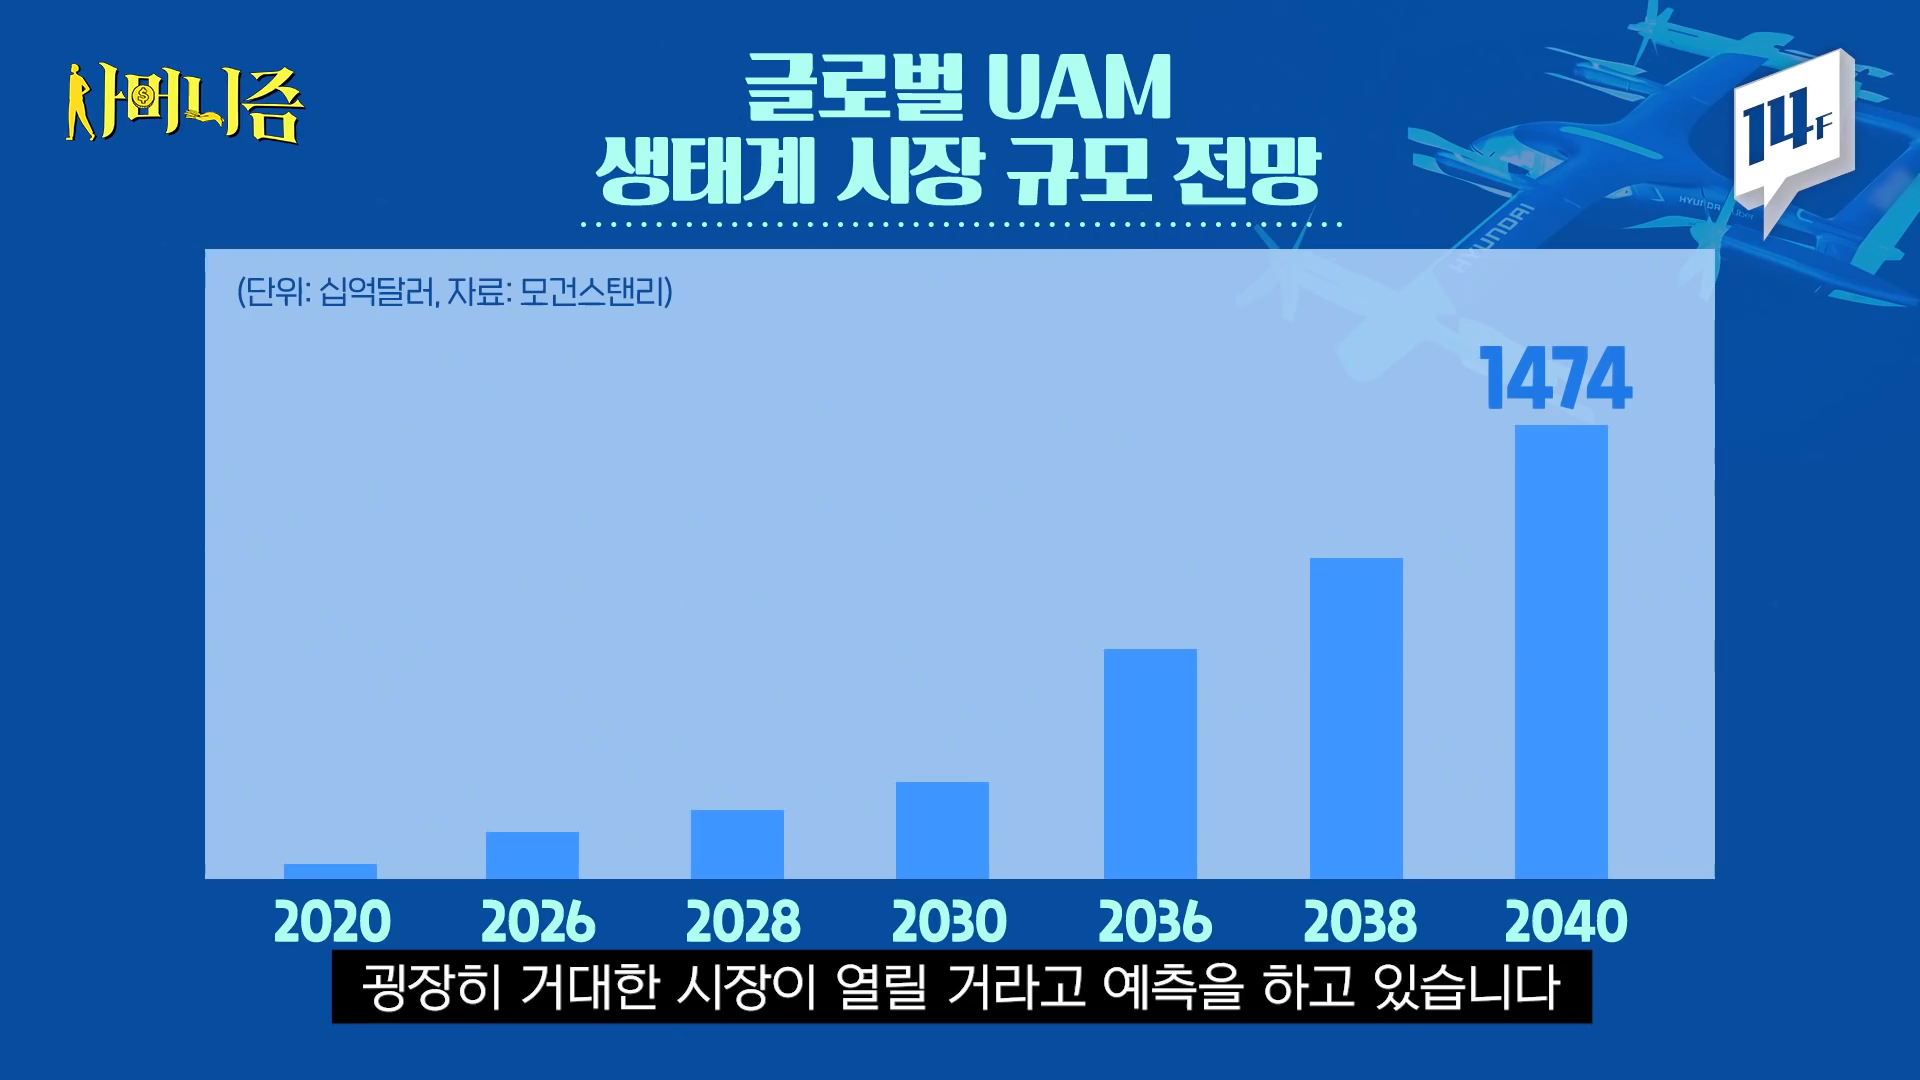 사머니즘
글로벌 UAM
생태계 시장 규모 전망
14F
HYUNDAI
HYUNDAI Uber
(단위: 십억달러, 자료: 모건스탠리)
1474
2020 2026 2028 2030 2036 2038 2040
굉장히 거대한 시장이 열릴 거라고 예측을 하고 있습니다